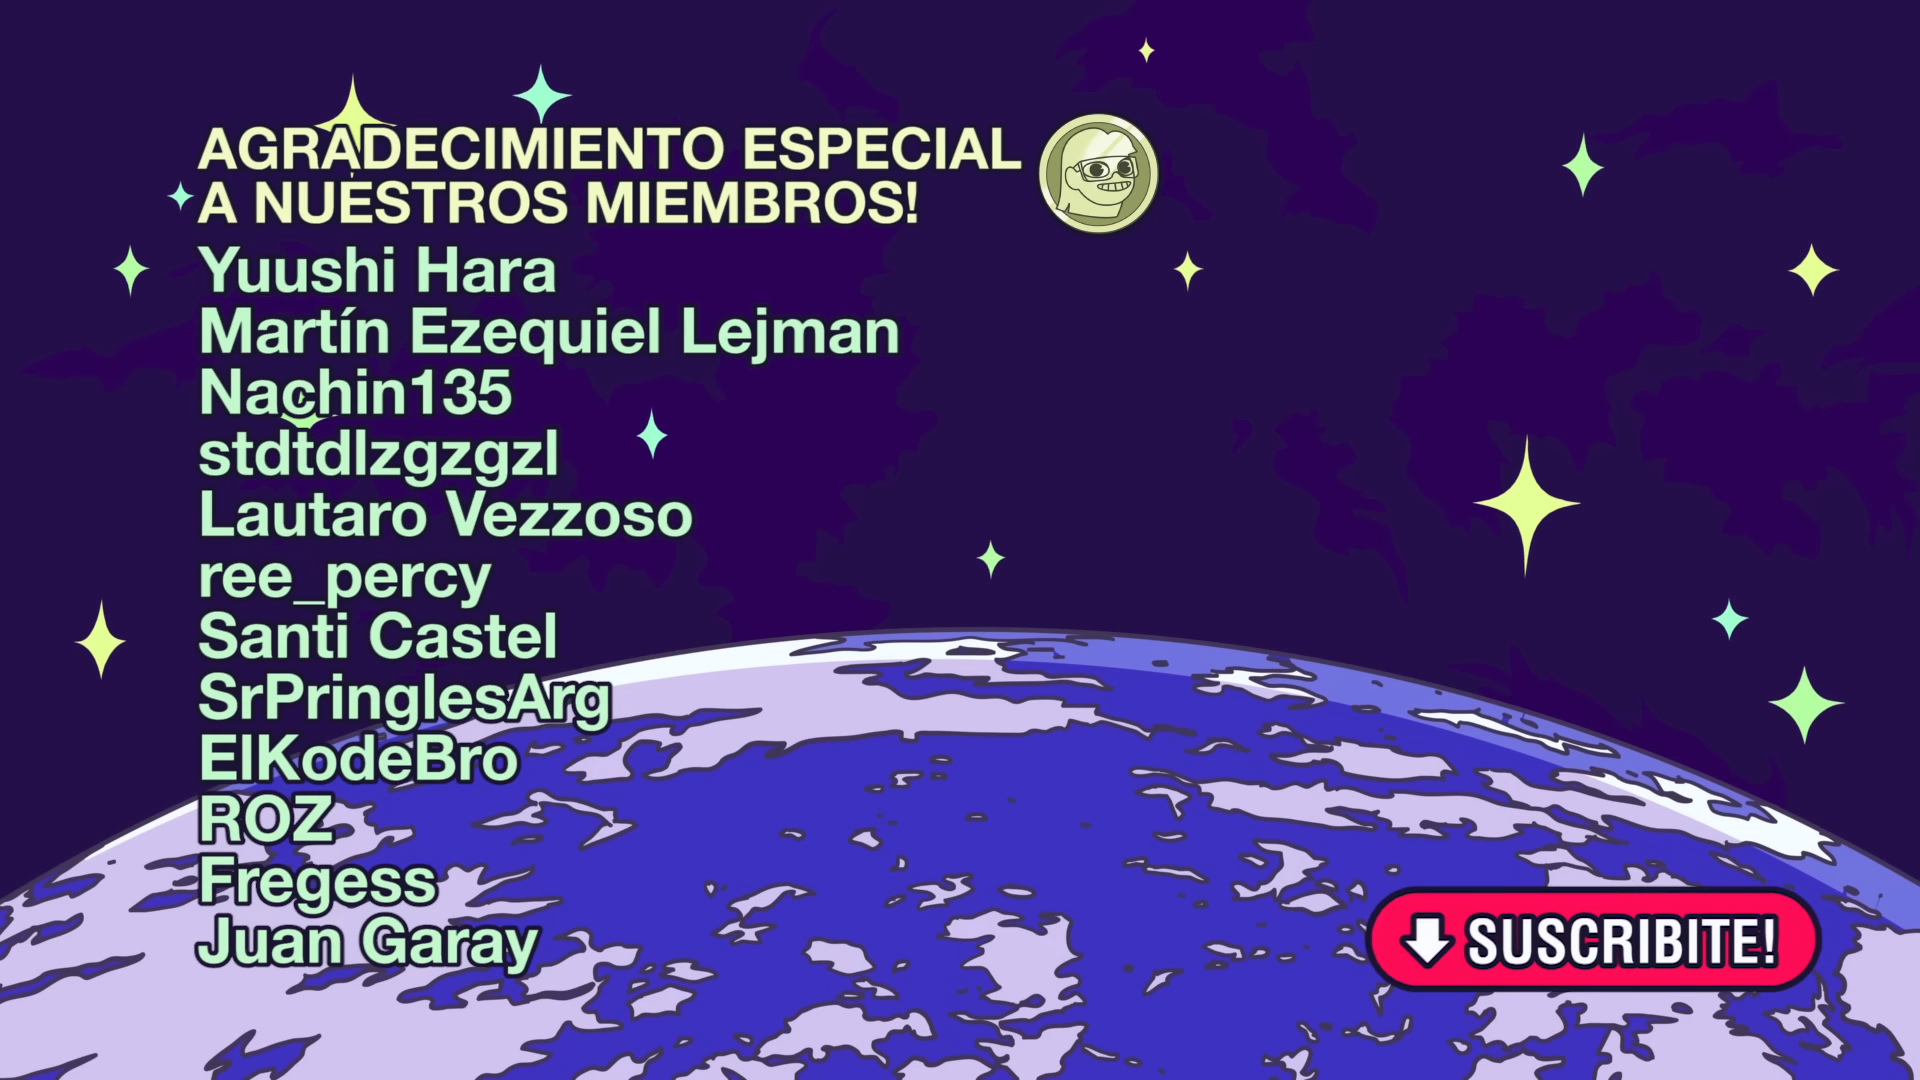 AGRADECIMIENTO ESPECIAL
A NUESTROS MIEMBROS!
Yuushi Hara
Martín Ezequiel Lejman
Nachin135
stdtdlzgzgzl
Lautaro Vezzoso
ree_percy
Santi Castel
SrPringlesArg
ElKodeBro
ROZ
Fregess
Juan Garay
SUSCRIBITE!